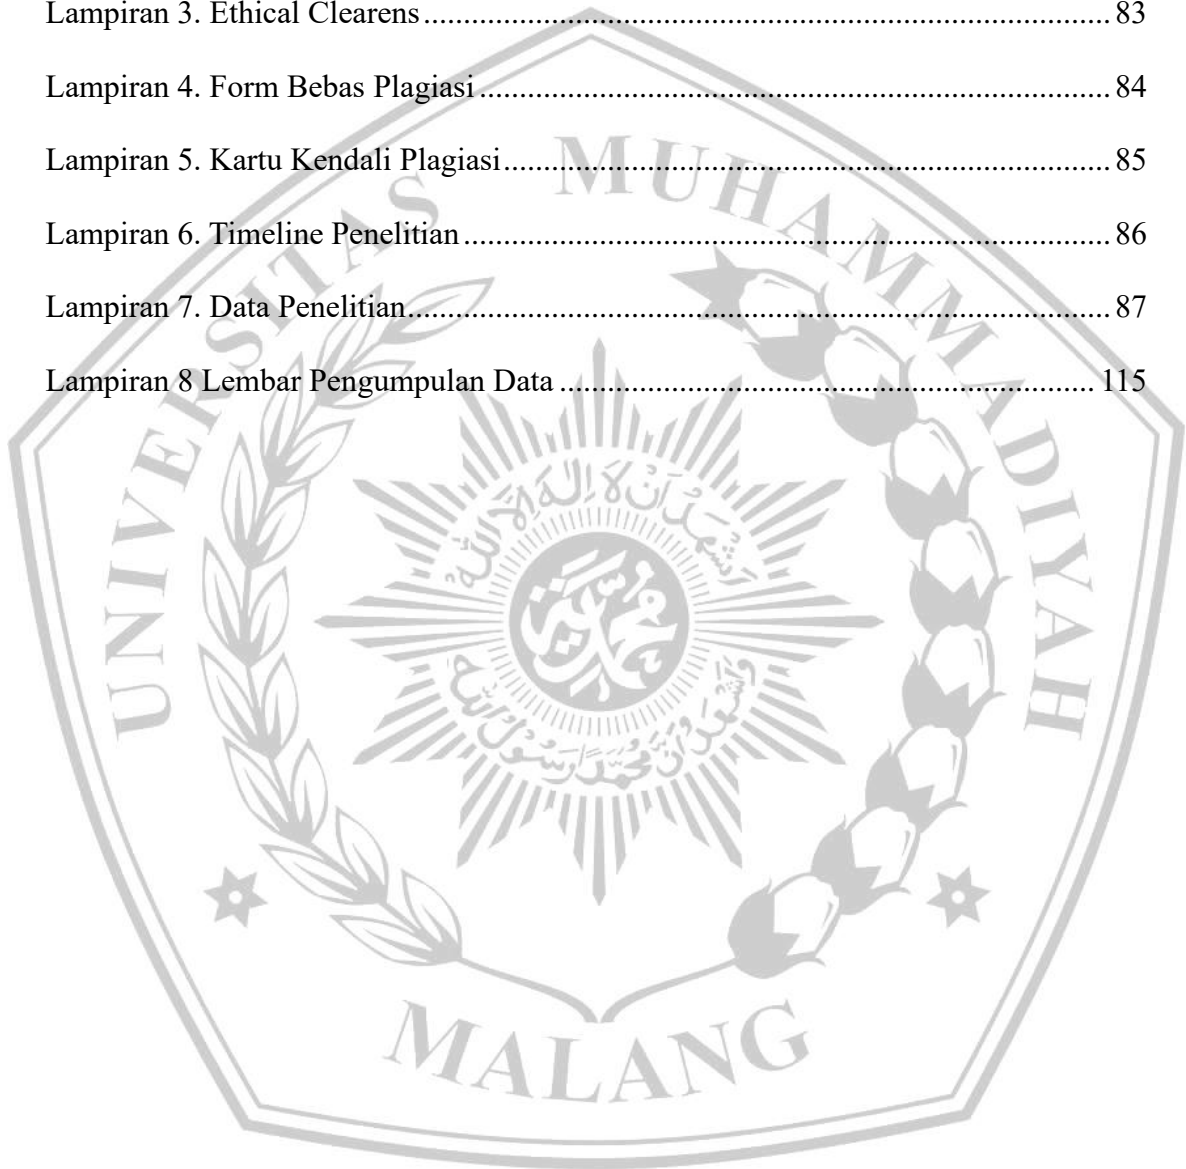 Lampiran 3. Ethical Clearens........................................................................................ 83
Lampiran 4. Form Bebas Plagiasi................................................................................. 84
Lampiran 5. Kartu Kendali Plagiasi.............................................................................. 85
Lampiran 6. Timeline Penelitian................................................................................... 86
Lampiran 7. Data Penelitian.......................................................................................... 87
Lampiran 8 Lembar Pengumpulan Data .................................................................... 115
UNIVERSITAS MUHAMMADIYAH
MALANG